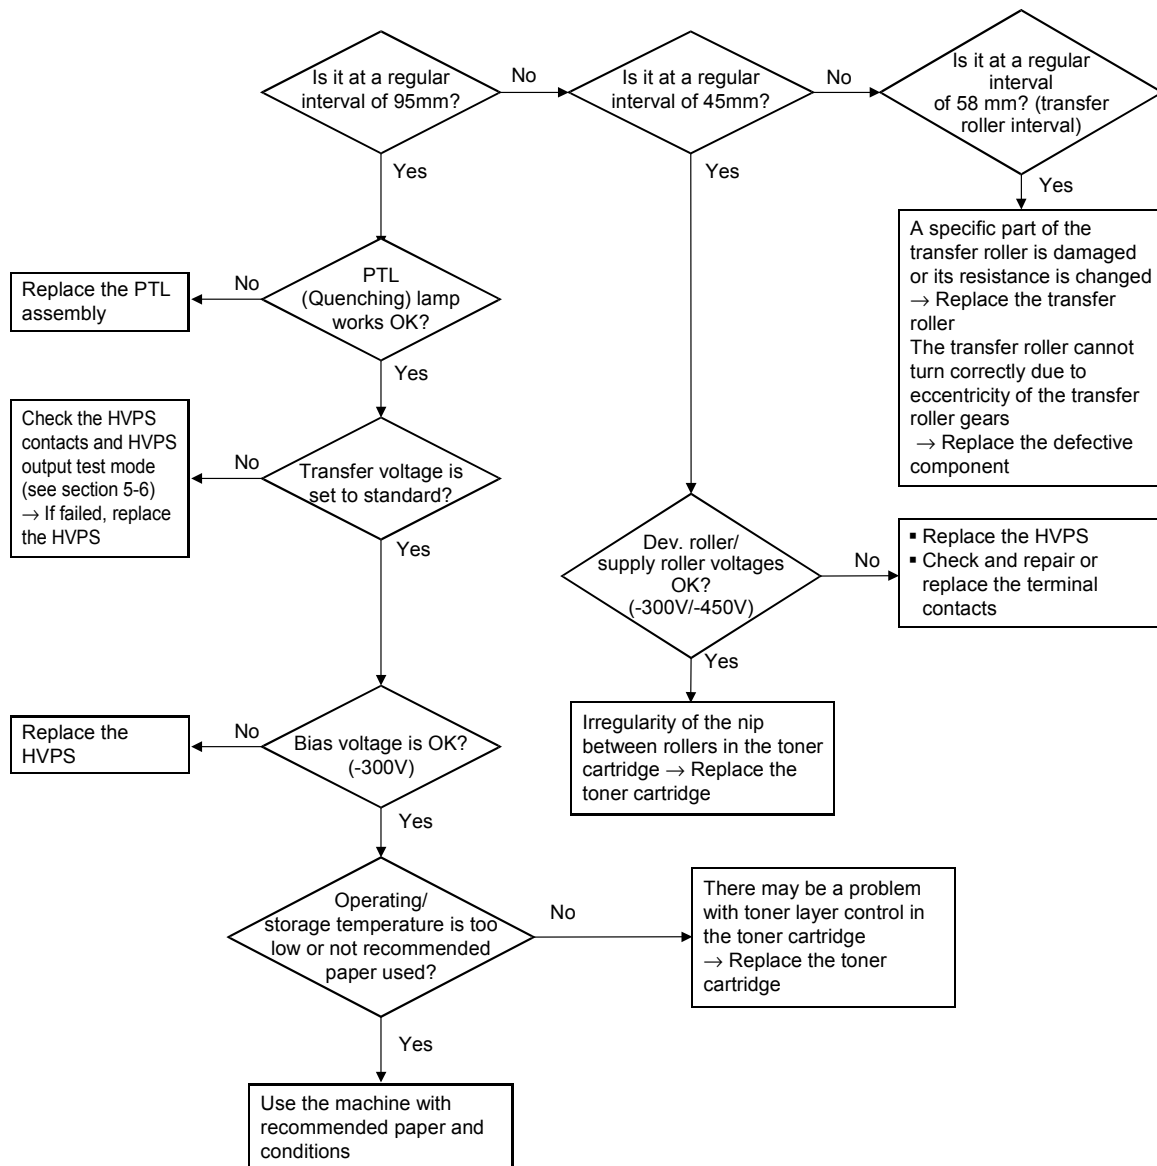 Is it at a regular
interval of 95mm?
No
Is it at a regular
interval of 45mm?
No
Is it at a regular
interval
of 58 mm? (transfer
roller interval)
Yes
Yes
Yes
A specific part of the
transfer roller is damaged
or its resistance is changed
→ Replace the transfer
roller
The transfer roller cannot
turn correctly due to
eccentricity of the transfer
roller gears
→ Replace the defective
component
PTL
(Quenching) lamp
works OK?
No
Replace the PTL
assembly
Yes
Transfer voltage is
set to standard?
No
Check the HVPS
contacts and HVPS
output test mode
(see section 5-6)
→ If failed, replace
the HVPS
Yes
Dev. roller/
supply roller voltages
OK?
(-300V/-450V)
No
▪ Replace the HVPS
▪ Check and repair or
replace the terminal
contacts
Yes
Irregularity of the nip
between rollers in the toner
cartridge → Replace the
toner cartridge
Bias voltage is OK?
(-300V)
No
Replace the
HVPS
Yes
Operating/
storage temperature is too
low or not recommended
paper used?
No
There may be a problem
with toner layer control in
the toner cartridge
→ Replace the toner
cartridge
Yes
Use the machine with
recommended paper and
conditions